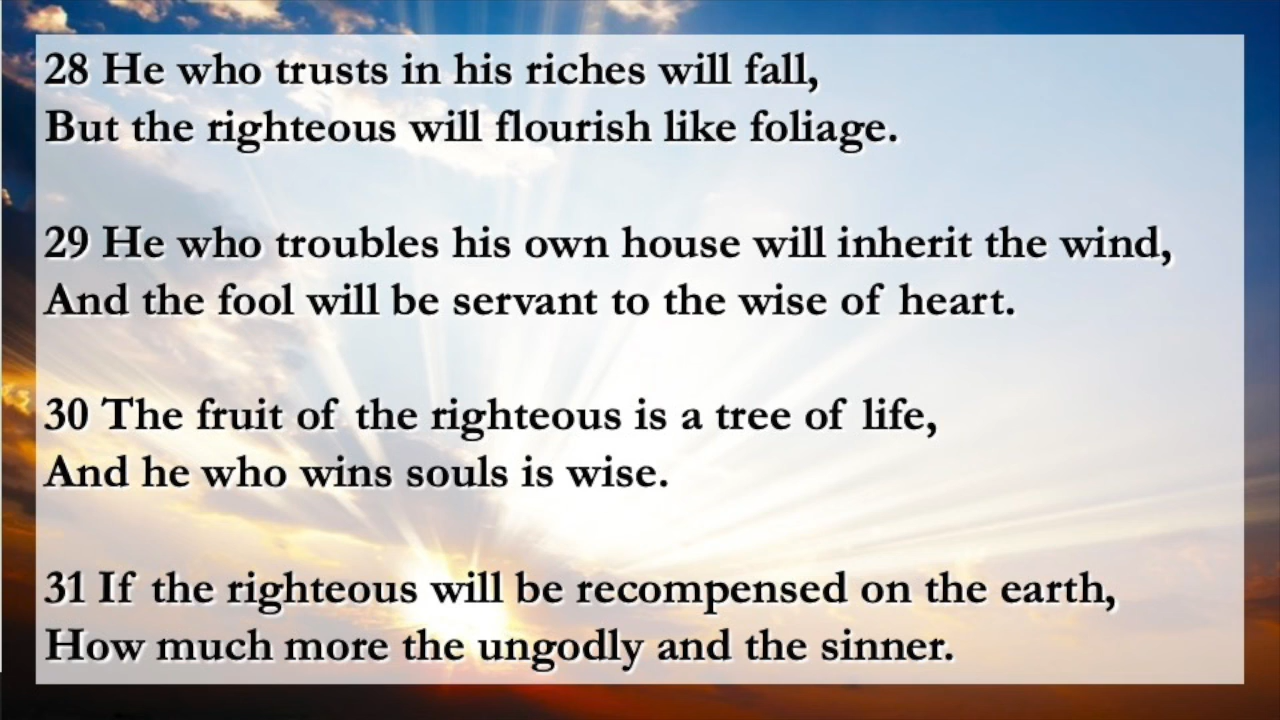 28 He who trusts in his riches will fall,
But the righteous will flourish like foliage.
29 He who troubles his own house will inherit the wind,
And the fool will be servant to the wise of heart.
30 The fruit of the righteous is a tree of life,
And he who wins souls is wise.
31 If the righteous will be recompensed on the earth,
How much more the ungodly and the sinner.